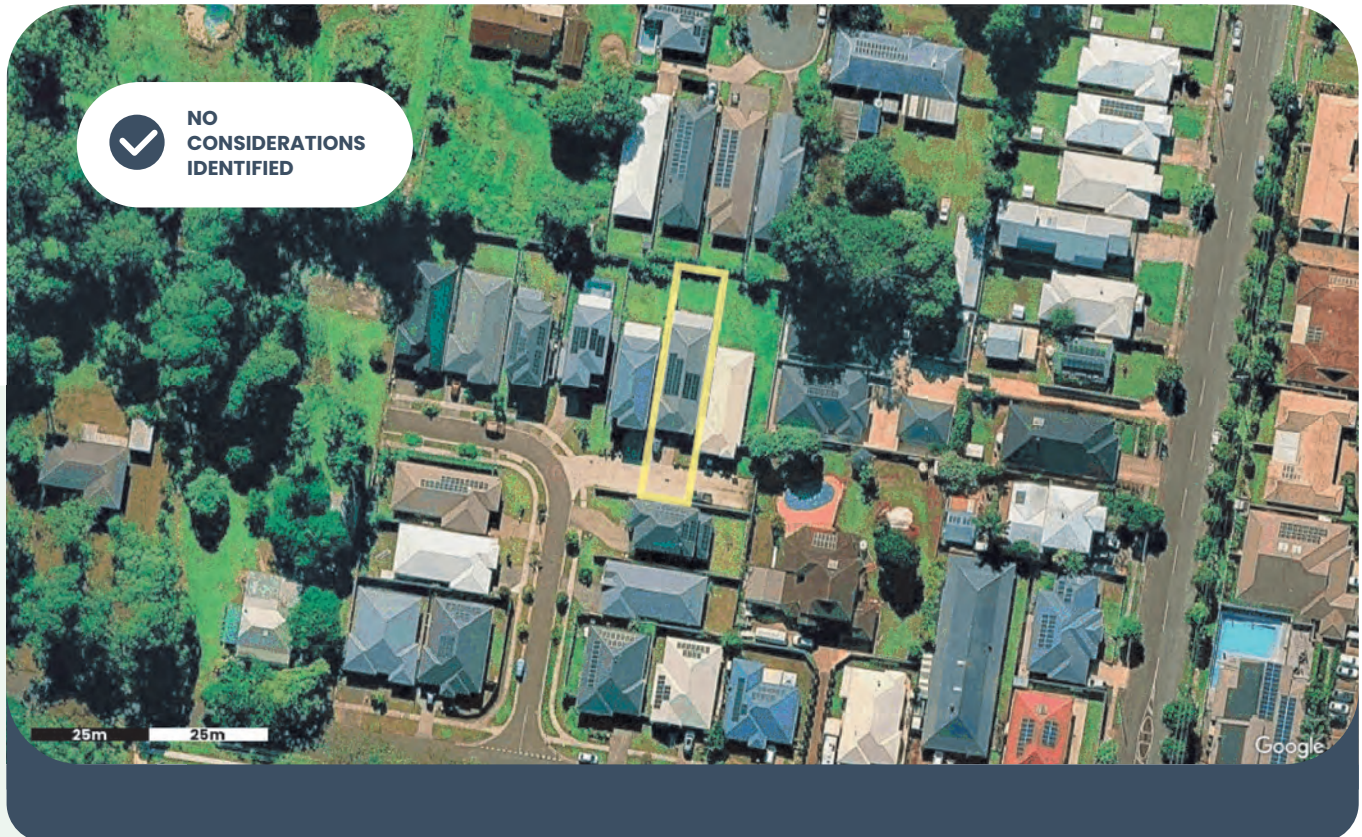 NO
CONSIDERATIONS
IDENTIFIED
25m 25m
Google